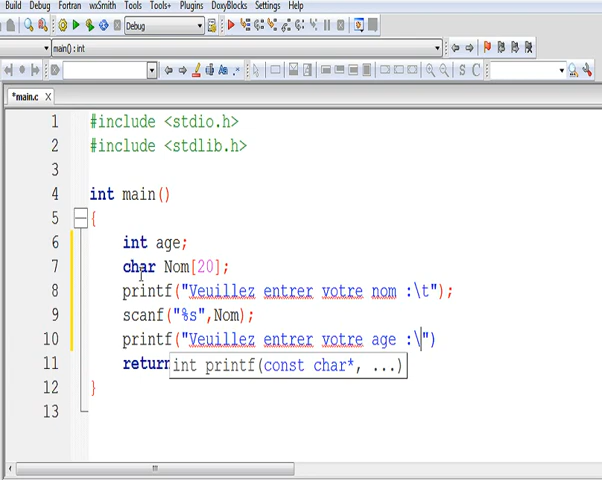 Build Debug Fortran wxSmith Tools Tools+ Plugins DoxyBlocks Settings Help
Debug
main() : int
S C
*main.c X
1 #include <stdio.h>
2 #include <stdlib.h>
3
4 int main()
5 {
6 int age;
7 char Nom[20];
8 printf("Veuillez entrer votre nom :\t");
9 scanf("%s",Nom);
10 printf("Veuillez entrer yotre age :\")
11 return
int printf(const char*, ...)
12 }
13